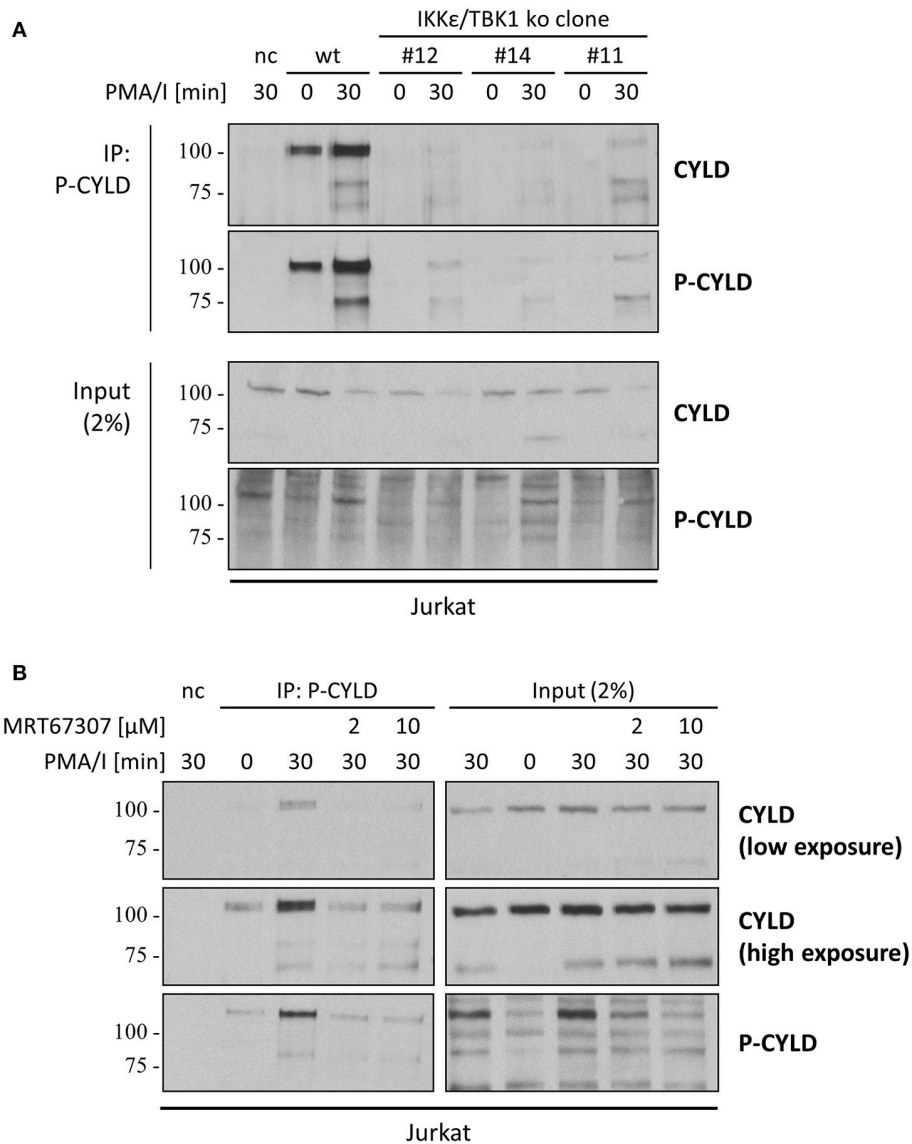 A
IKKε/TBK1 ko clone
nc wt #12 #14 #11
PMA/I [min] 30 0 30 0 30 0 30 0 30
IP:
P-CYLD
100 -
75 -
CYLD
100 -
75 -
P-CYLD
Input
(2%)
100 -
75 -
CYLD
100 -
75 -
P-CYLD
Jurkat
B
nc IP: P-CYLD Input (2%)
MRT67307 [µM] 2 10 2 10
PMA/I [min] 30 0 30 30 30 30 0 30 30 30
100 -
75 -
CYLD
(low exposure)
100 -
75 -
CYLD
(high exposure)
100 -
75 -
P-CYLD
Jurkat